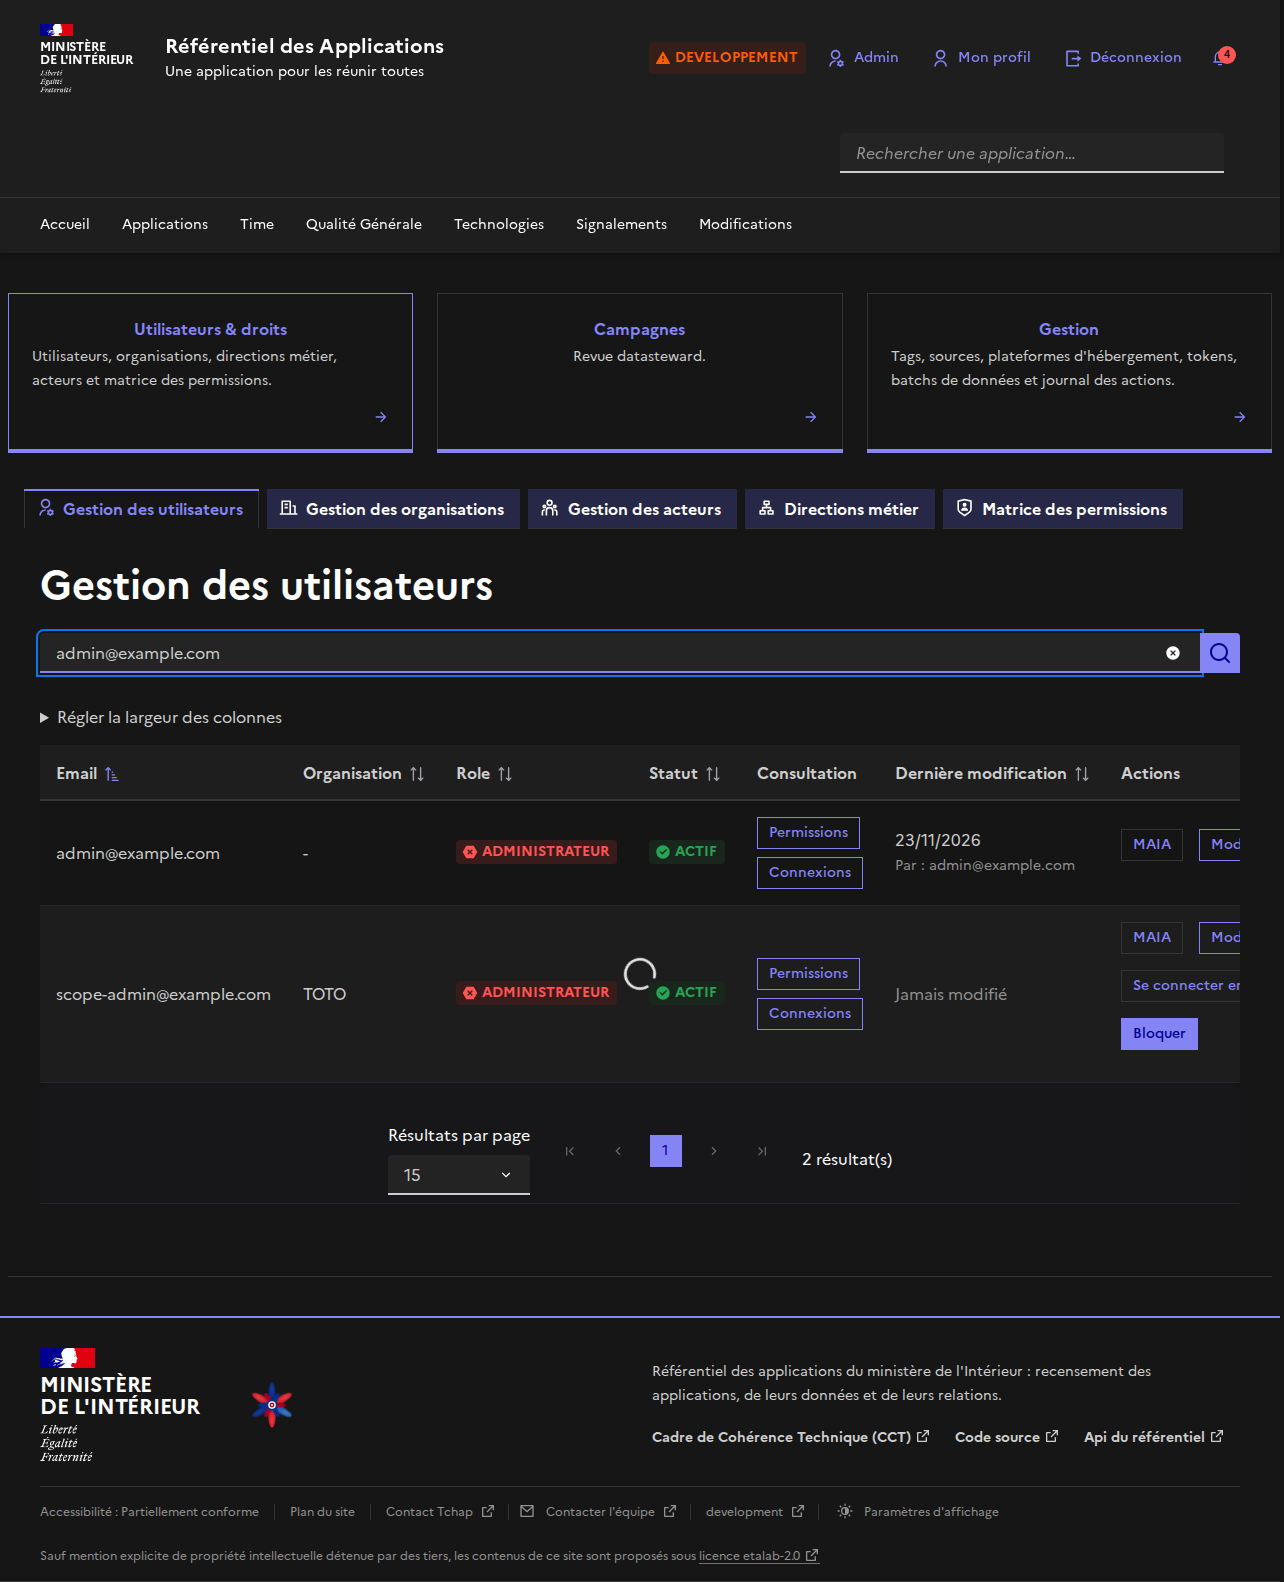 MINISTÈRE
DE L'INTÉRIEUR
Liberté
Égalité
Fraternité
Référentiel des Applications
Une application pour les réunir toutes
DEVELOPPEMENT
Admin
Mon profil
Déconnexion
4
Rechercher une application...
Accueil
Applications
Time
Qualité Générale
Technologies
Signalements
Modifications
Utilisateurs & droits
Utilisateurs, organisations, directions métier,
acteurs et matrice des permissions.
Campagnes
Revue datasteward.
Gestion
Tags, sources, plateformes d'hébergement, tokens,
batchs de données et journal des actions.
Gestion des utilisateurs
Gestion des organisations
Gestion des acteurs
Directions métier
Matrice des permissions
Gestion des utilisateurs
admin@example.com
Régler la largeur des colonnes
Email Organisation Role Statut Consultation Dernière modification Actions
admin@example.com - ADMINISTRATEUR ACTIF
Permissions
Connexions
23/11/2026
Par : admin@example.com
MAIA Mod
scope-admin@example.com TOTO ADMINISTRATEUR ACTIF
Permissions
Connexions
Jamais modifié
MAIA Mod
Se connecter en
Bloquer
Résultats par page
15
1
2 résultat(s)
MINISTÈRE
DE L'INTÉRIEUR
Liberté
Égalité
Fraternité
Référentiel des applications du ministère de l'Intérieur : recensement des
applications, de leurs données et de leurs relations.
Cadre de Cohérence Technique (CCT)
Code source
Api du référentiel
Accessibilité : Partiellement conforme
Plan du site
Contact Tchap
Contacter l'équipe
development
Paramètres d'affichage
Sauf mention explicite de propriété intellectuelle détenue par des tiers, les contenus de ce site sont proposés sous licence etalab-2.0